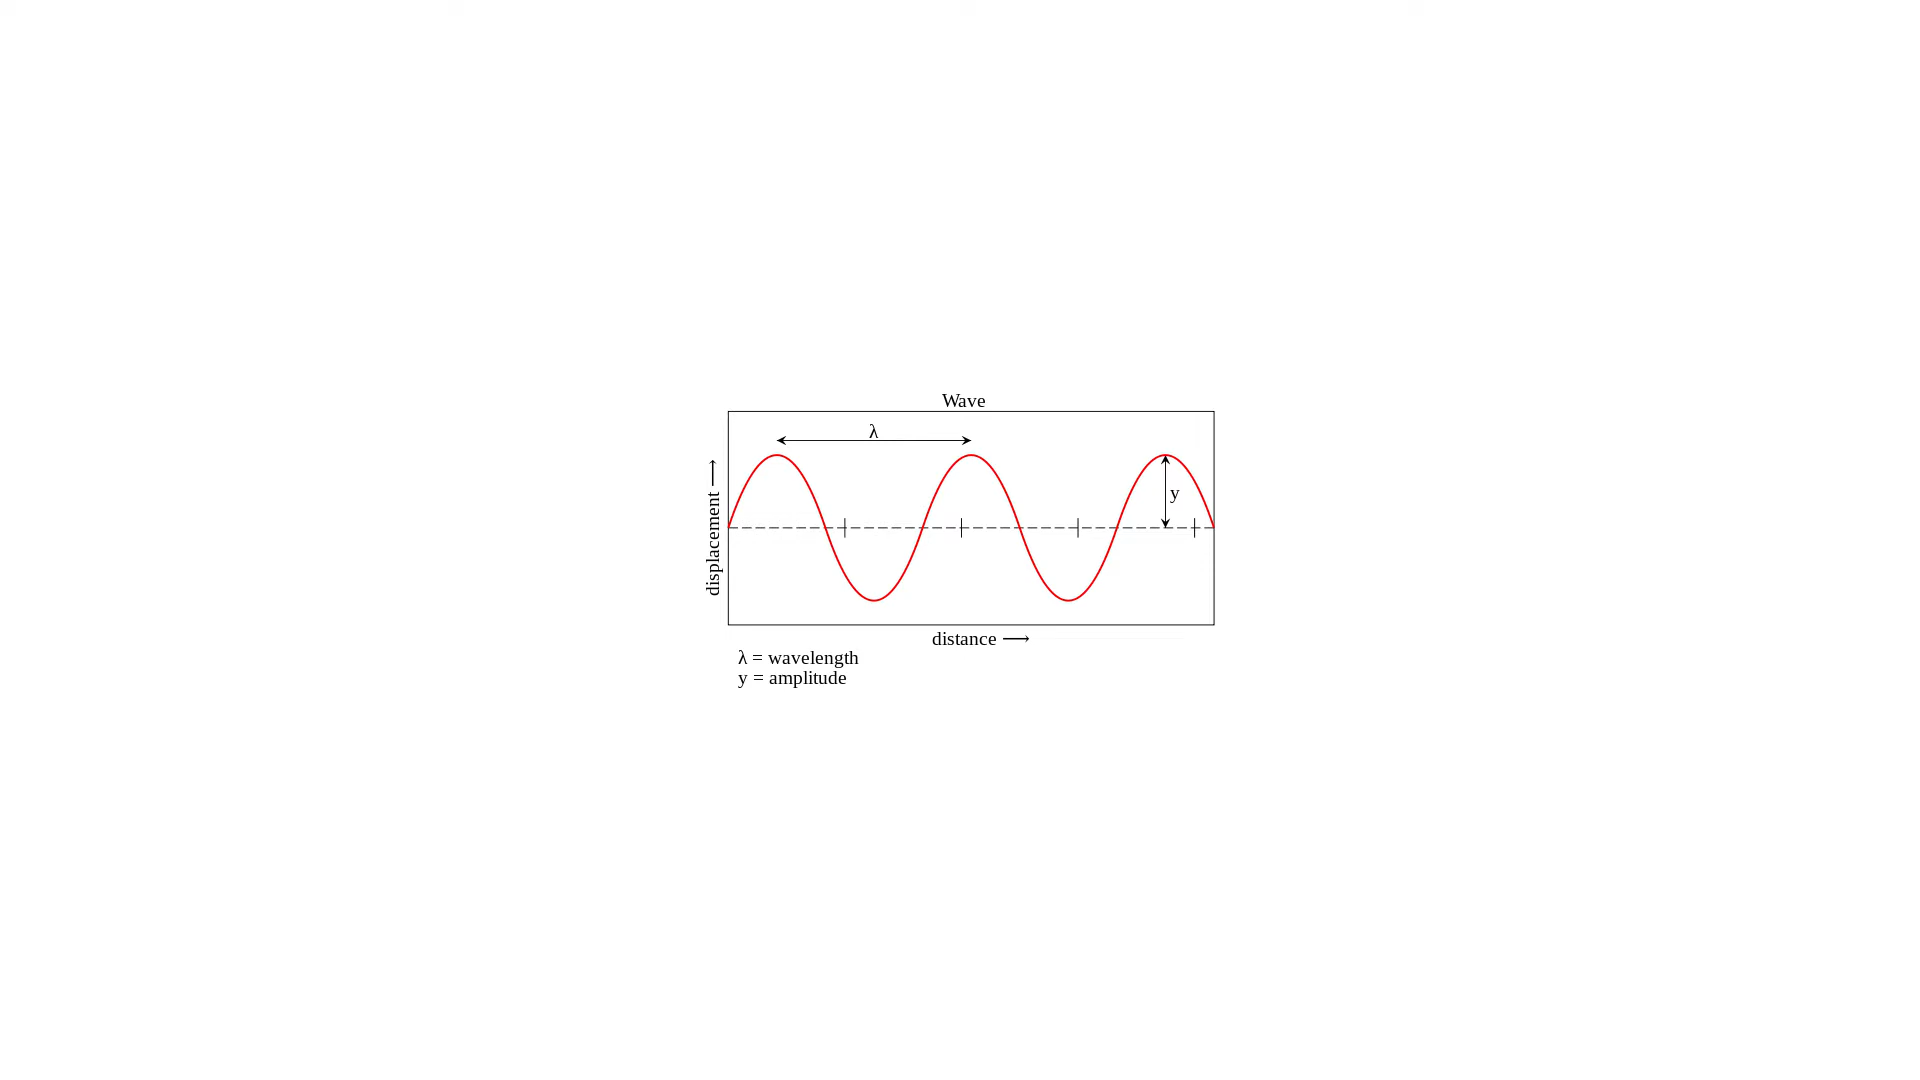 Wave
λ
y
displacement ⟶
distance ⟶
λ = wavelength
y = amplitude